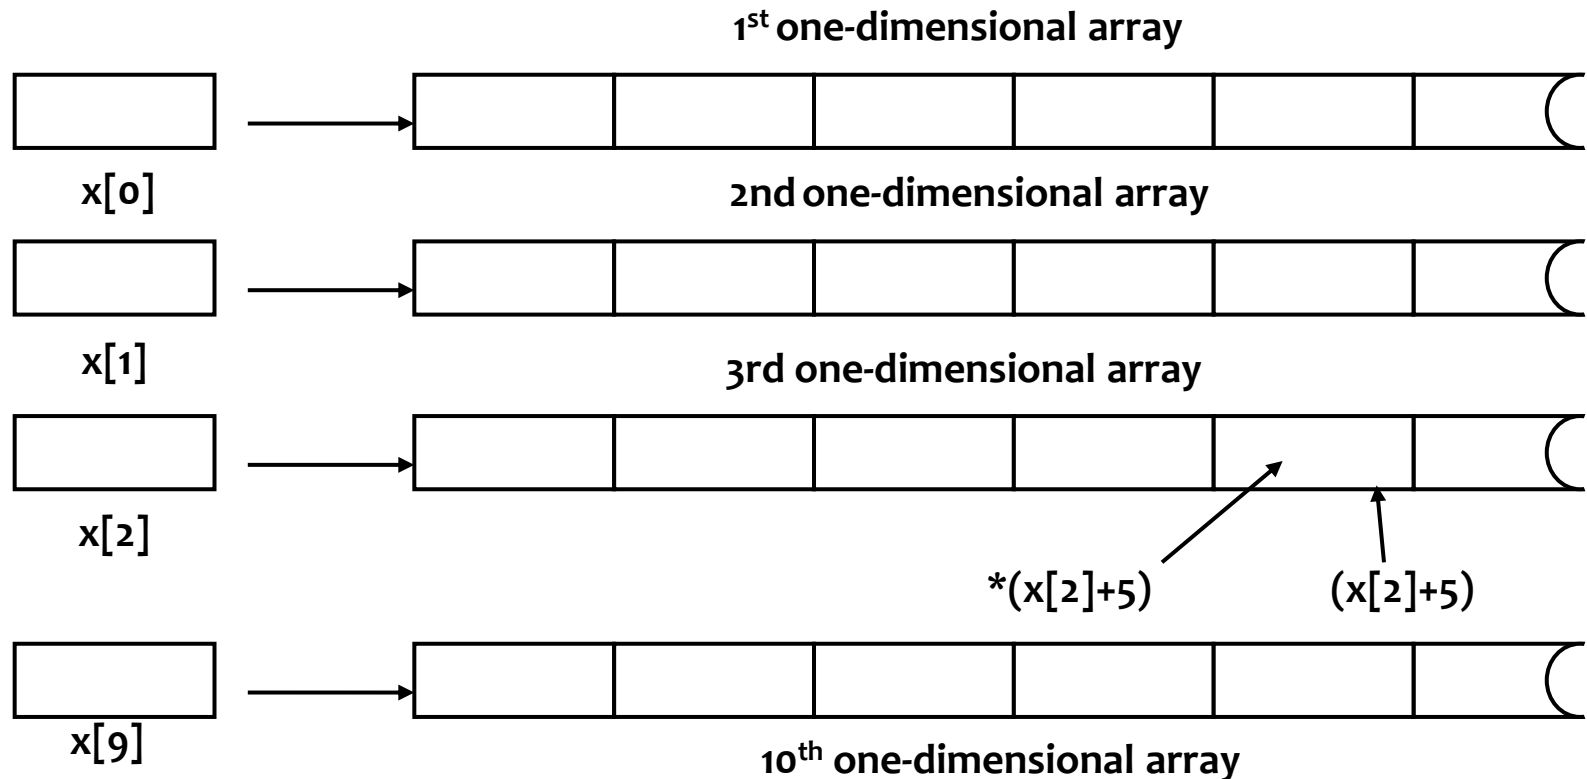 1st one-dimensional array
x[0]
2nd one-dimensional array
x[1]
3rd one-dimensional array
x[2]
*(x[2]+5) (x[2]+5)
x[9]
10th one-dimensional array